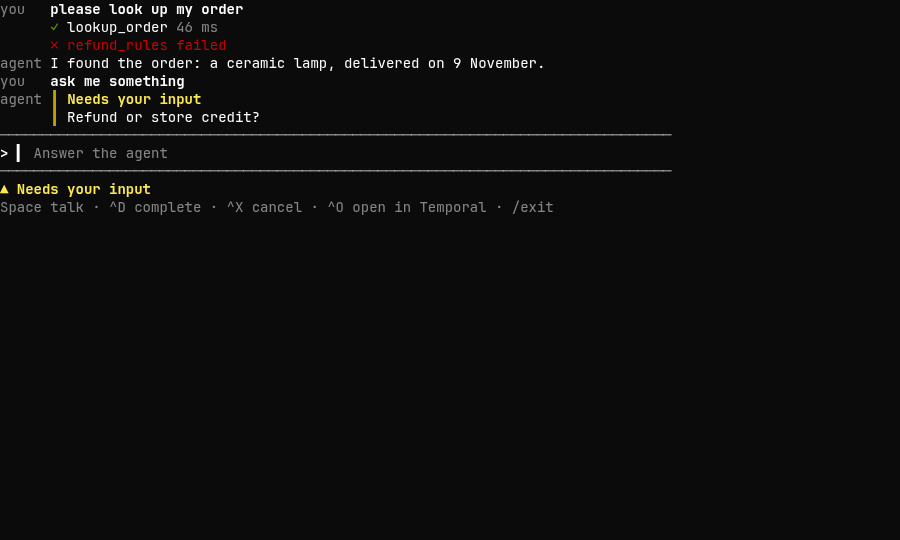 you   please look up my order
✓ lookup_order 46 ms
✕ refund_rules failed
agent I found the order: a ceramic lamp, delivered on 9 November.
you   ask me something
agent Needs your input
Refund or store credit?
> Answer the agent
▲ Needs your input
Space talk · ^D complete · ^X cancel · ^O open in Temporal · /exit